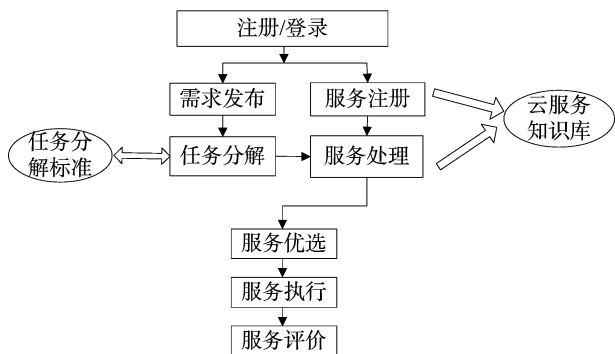 注册/登录
需求发布
服务注册
云服务
知识库
任务分
解标准
任务分解
服务处理
服务优选
服务执行
服务评价